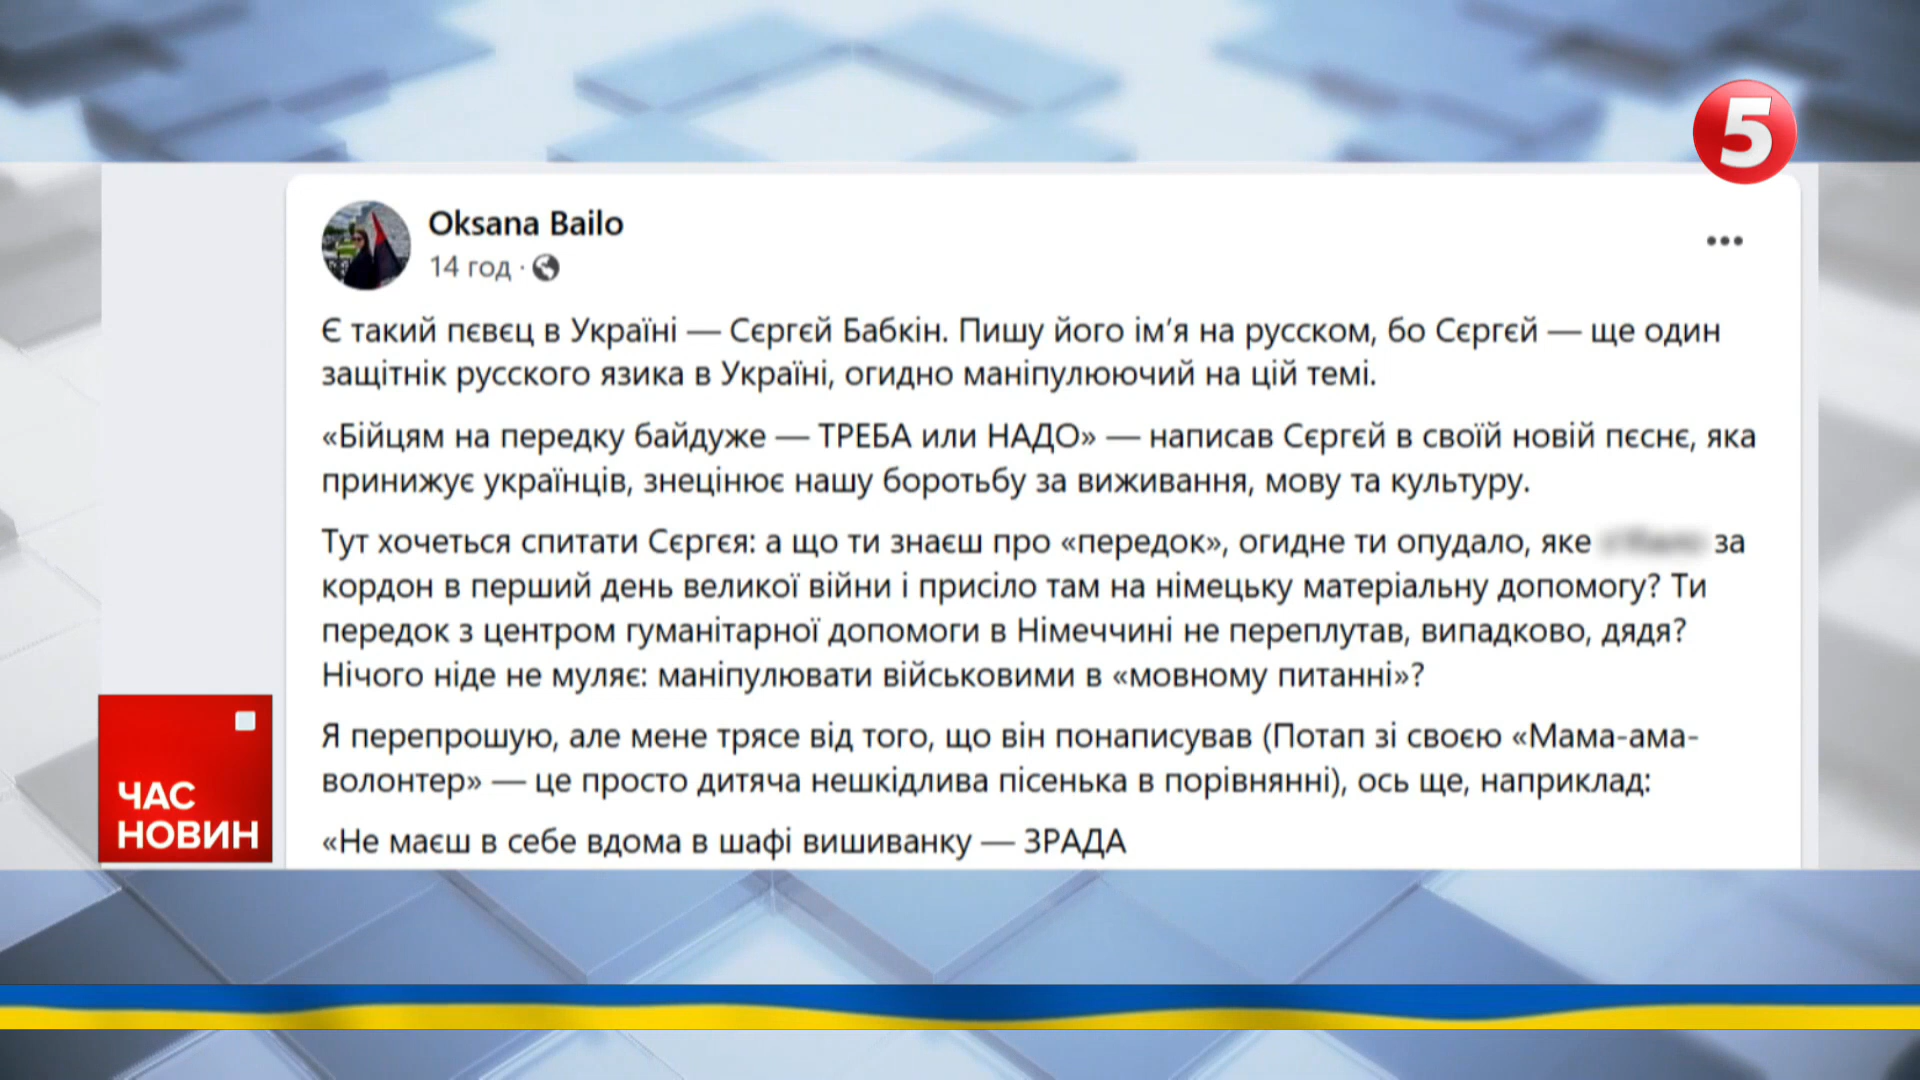 5
Oksana Bailo
14 год ·
Є такий пєвєц в Україні — Сєргєй Бабкін. Пишу його ім’я на русском, бо Сєргєй — ще один
защітнік русского язика в Україні, огидно маніпулюючий на цій темі.
«Бійцям на передку байдуже — ТРЕБА или НАДО» — написав Сєргєй в своїй новій пєснє, яка
принижує українців, знецінює нашу боротьбу за виживання, мову та культуру.
Тут хочеться спитати Сєргєя: а що ти знаєш про «передок», огидне ти опудало, яке за
кордон в перший день великої війни і присіло там на німецьку матеріальну допомогу? Ти
передок з центром гуманітарної допомоги в Німеччині не переплутав, випадково, дядя?
Нічого ніде не муляє: маніпулювати військовими в «мовному питанні»?
Я перепрошую, але мене трясе від того, що він понаписував (Потап зі своєю «Мама-ама-
волонтер» — це просто дитяча нешкідлива пісенька в порівнянні), ось ще, наприклад:
«Не маєш в себе вдома в шафі вишиванку — ЗРАДА
ЧАС
НОВИН